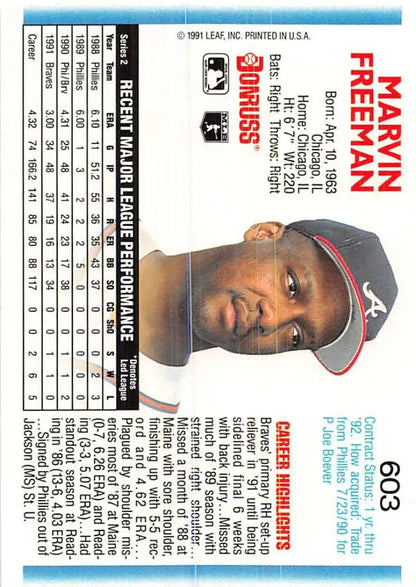 MARVIN
FREEMAN
Born: Apr. 10, 1963
Chicago, IL
Home: Chicago, IL
Ht: 6' 7" Wt: 220
Bats: Right Throws: Right
DONRUSS®
© 1991 LEAF, INC. PRINTED IN U.S.A.
603
Contract Status: 1 yr. thru
'92. How acquired: Trade
from Phillies 7/23/90 for
P Joe Boever
CAREER HIGHLIGHTS
Braves' primary RH set-up
reliever in '91 until being
sidelined final 6 weeks
with back injury...Missed
much of '89 season with
strained right shoulder...
Missed a month of '88 at
Maine with sore shoulder,
finishing up with 5-5 rec-
ord and 4.62 ERA...
Plagued by shoulder mis-
eries part of '87 at Maine
(0-7, 6.26 ERA) and Read-
ing (3-3, 5.07 ERA)...Had
standout season at Read-
ing in '86 (13-6, 4.03 ERA)
...Signed by Phillies out of
Jackson (MS) St. U.
Series 2 RECENT MAJOR LEAGUE PERFORMANCE *Denotes
Led League
Year Team ERA G IP H R ER BB SO CG ShO S W L
1988 Phillies 6.10 11 51.2 55 36 35 43 37 0 0 0 2 3
1989 Phillies 6.00 1 3 2 2 2 5 0 0 0 0 0 0
1990 Phi/Brv 4.31 25 48 41 24 23 17 38 0 0 1 1 2
1991 Braves 3.00 34 48 37 19 16 13 34 0 0 1 1 0
Career 4.32 74 166.2 141 85 80 88 117 0 0 2 6 5